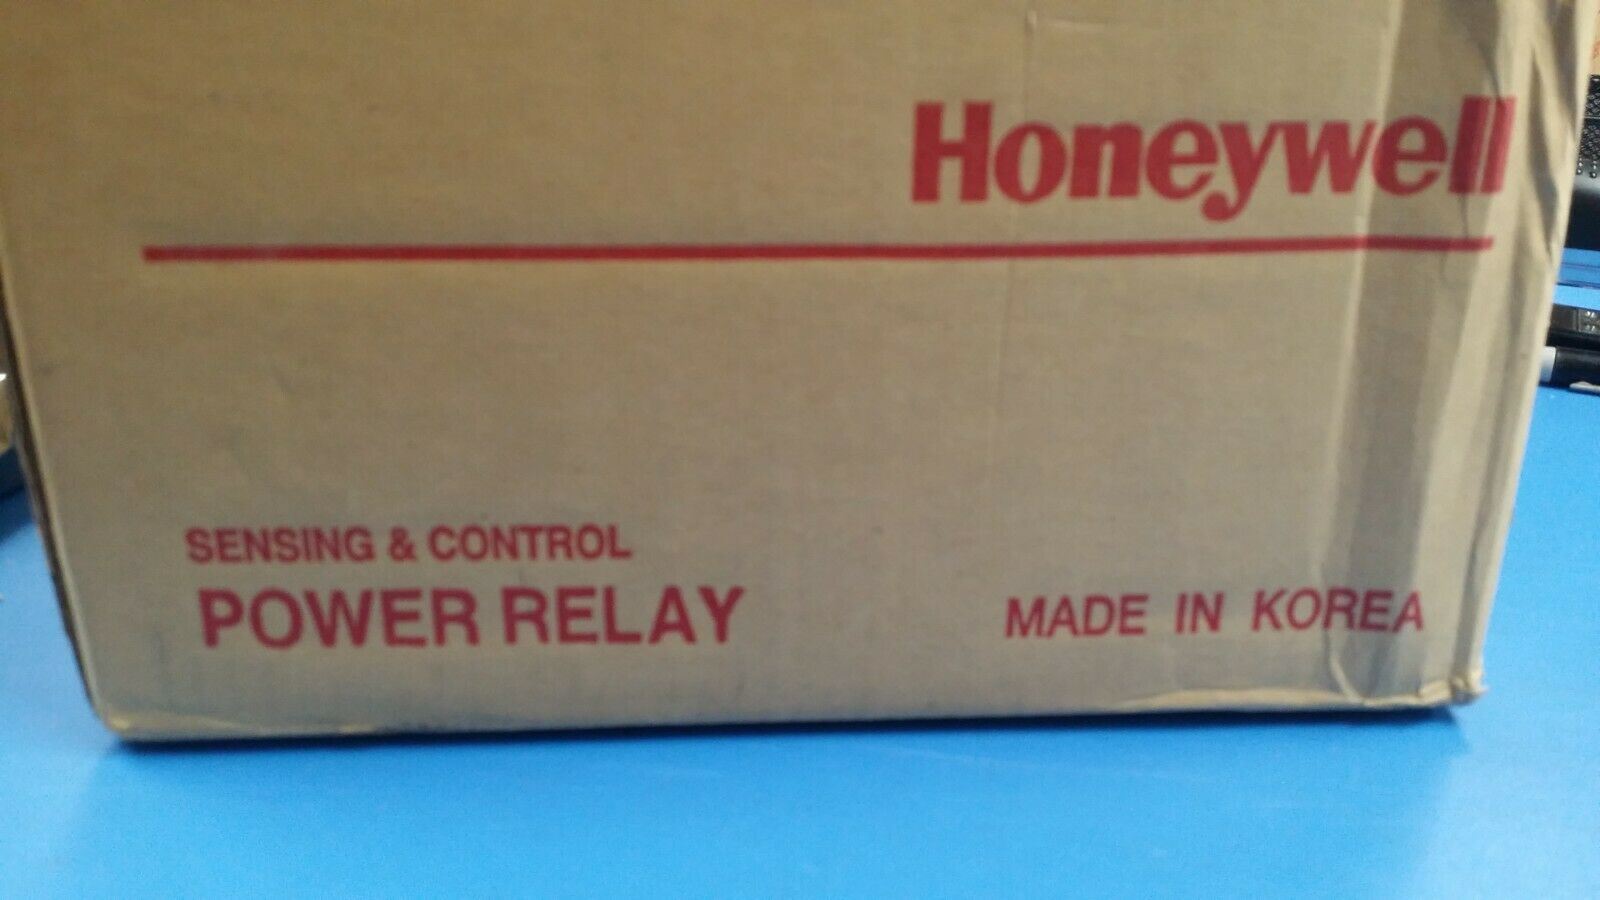 Honeywell
SENSING & CONTROL
POWER RELAY
MADE IN KOREA